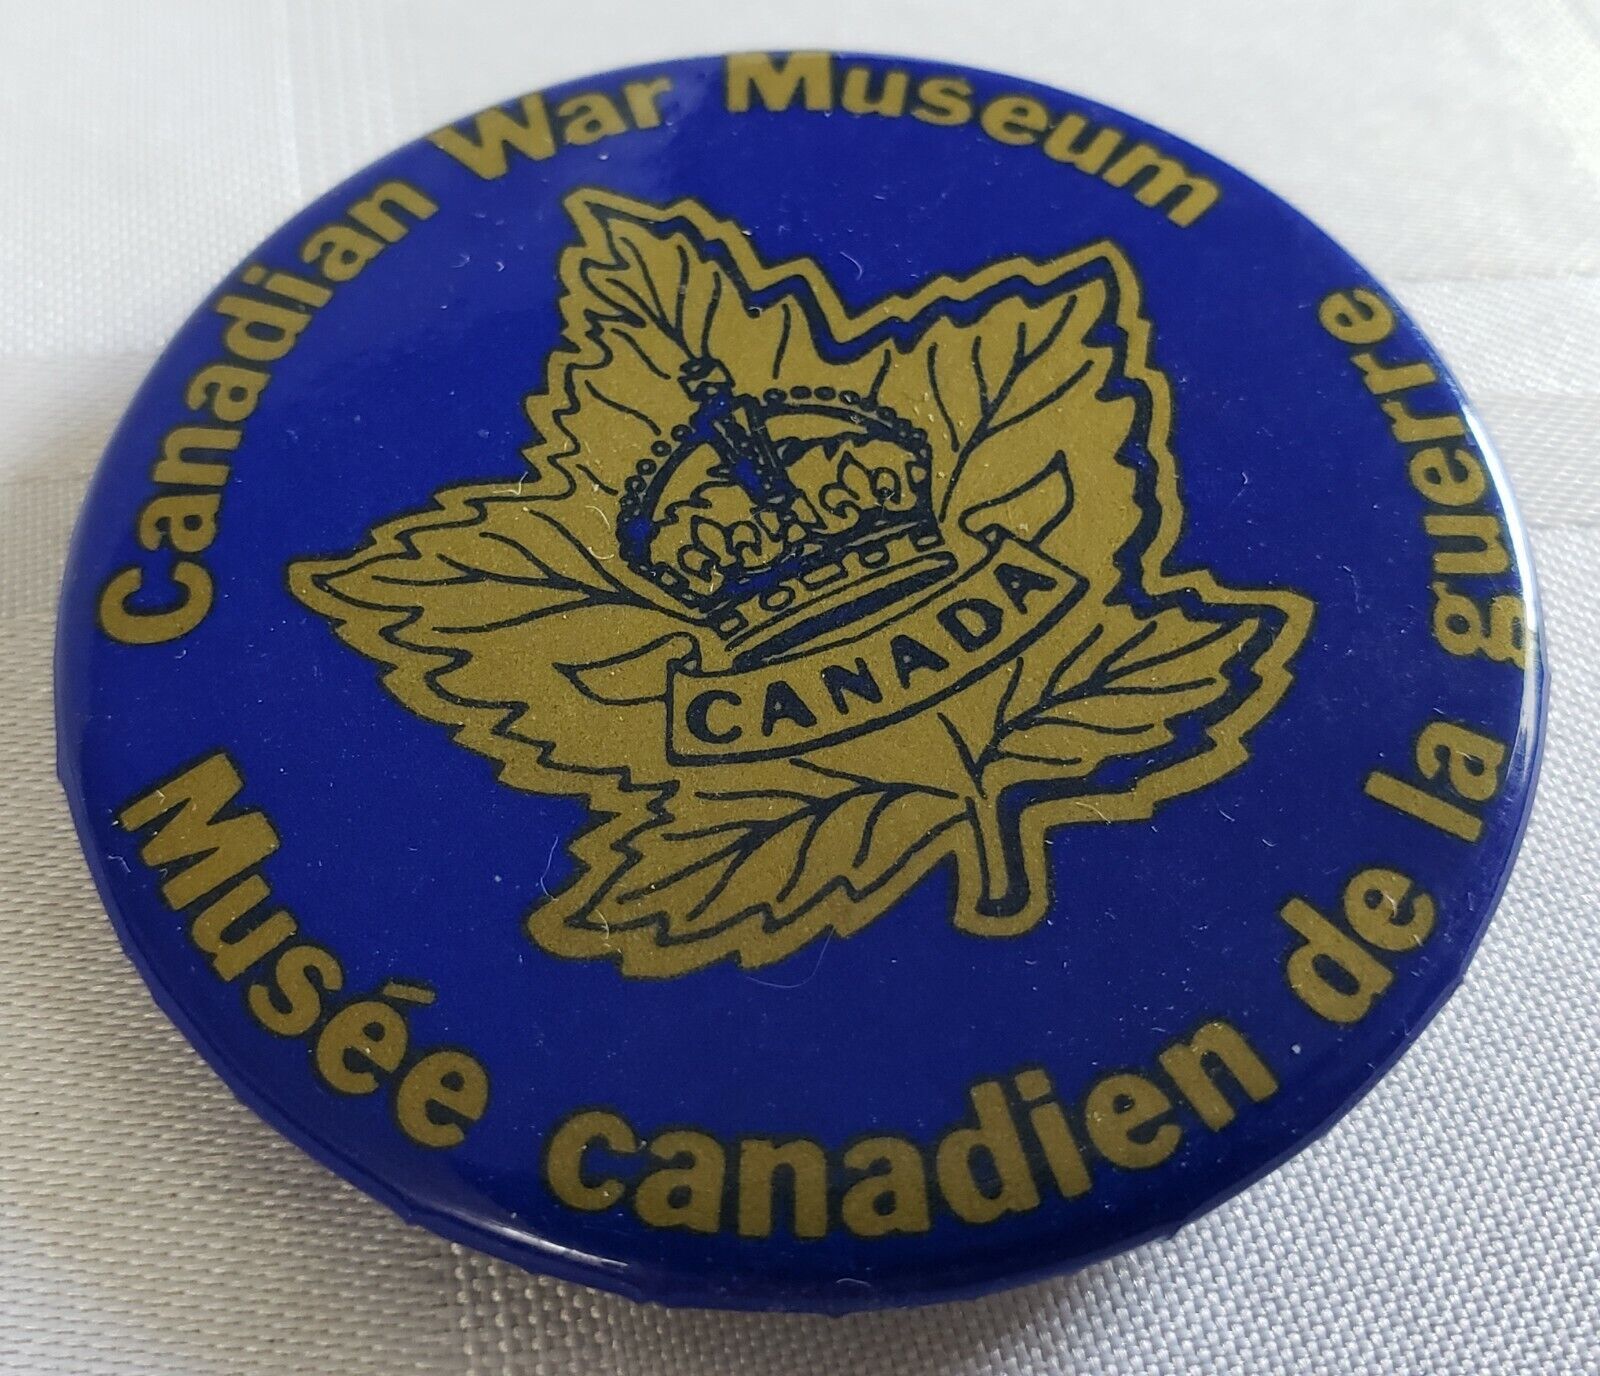 Canadian War Museum
CANADA
Musée canadien de la guerre